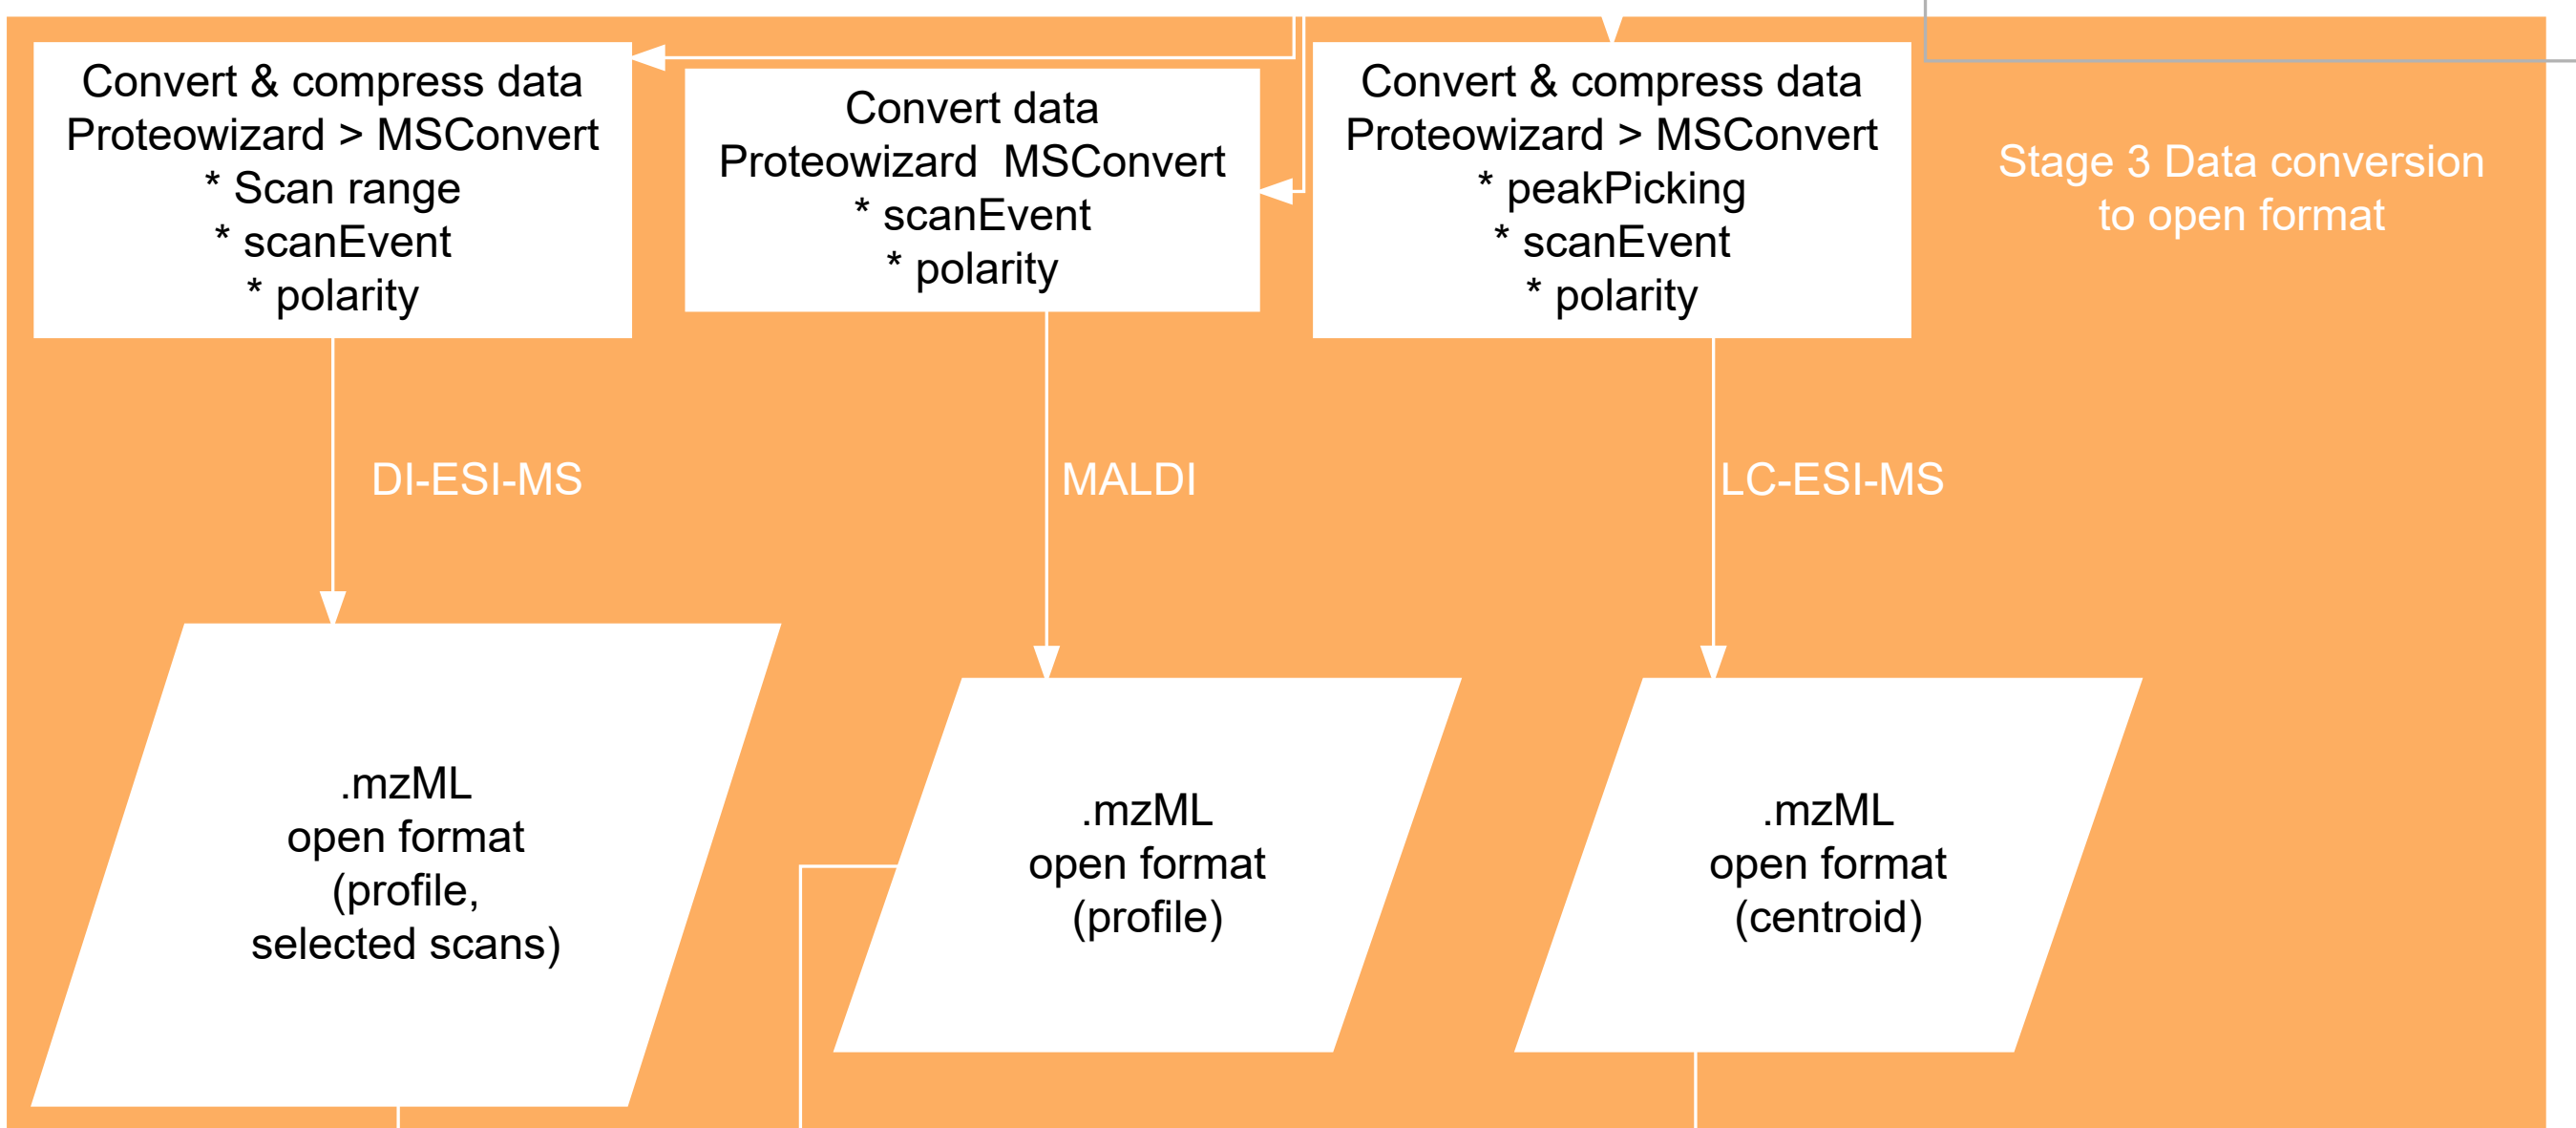 Convert & compress data
Proteowizard > MSConvert
* Scan range
* scanEvent
* polarity
Convert data
Proteowizard  MSConvert
* scanEvent
* polarity
Convert & compress data
Proteowizard > MSConvert
* peakPicking
* scanEvent
* polarity
Stage 3 Data conversion
to open format
DI-ESI-MS
MALDI
LC-ESI-MS
.mzML
open format
(profile,
selected scans)
.mzML
open format
(profile)
.mzML
open format
(centroid)